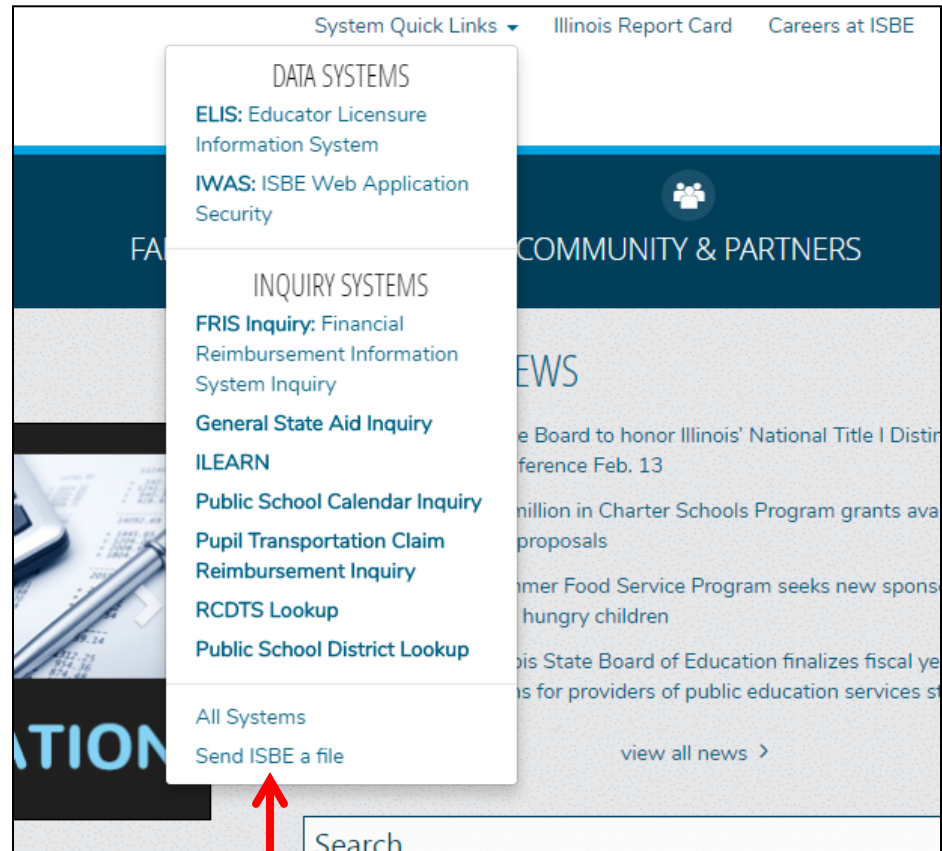 System Quick Links Illinois Report Card Careers at ISBE
DATA SYSTEMS
ELIS: Educator Licensure
Information System
IWAS: ISBE Web Application
Security
FA
COMMUNITY & PARTNERS
INQUIRY SYSTEMS
FRIS Inquiry: Financial
Reimbursement Information
System Inquiry
General State Aid Inquiry
ILEARN
Public School Calendar Inquiry
Pupil Transportation Claim
Reimbursement Inquiry
RCDTS Lookup
Public School District Lookup
All Systems
Send ISBE a file
EWS
e Board to honor Illinois' National Title I Distin
ference Feb. 13
million in Charter Schools Program grants ava
proposals
mmer Food Service Program seeks new spons
hungry children
ois State Board of Education finalizes fiscal ye
s for providers of public education services st
view all news >
ATION
Search